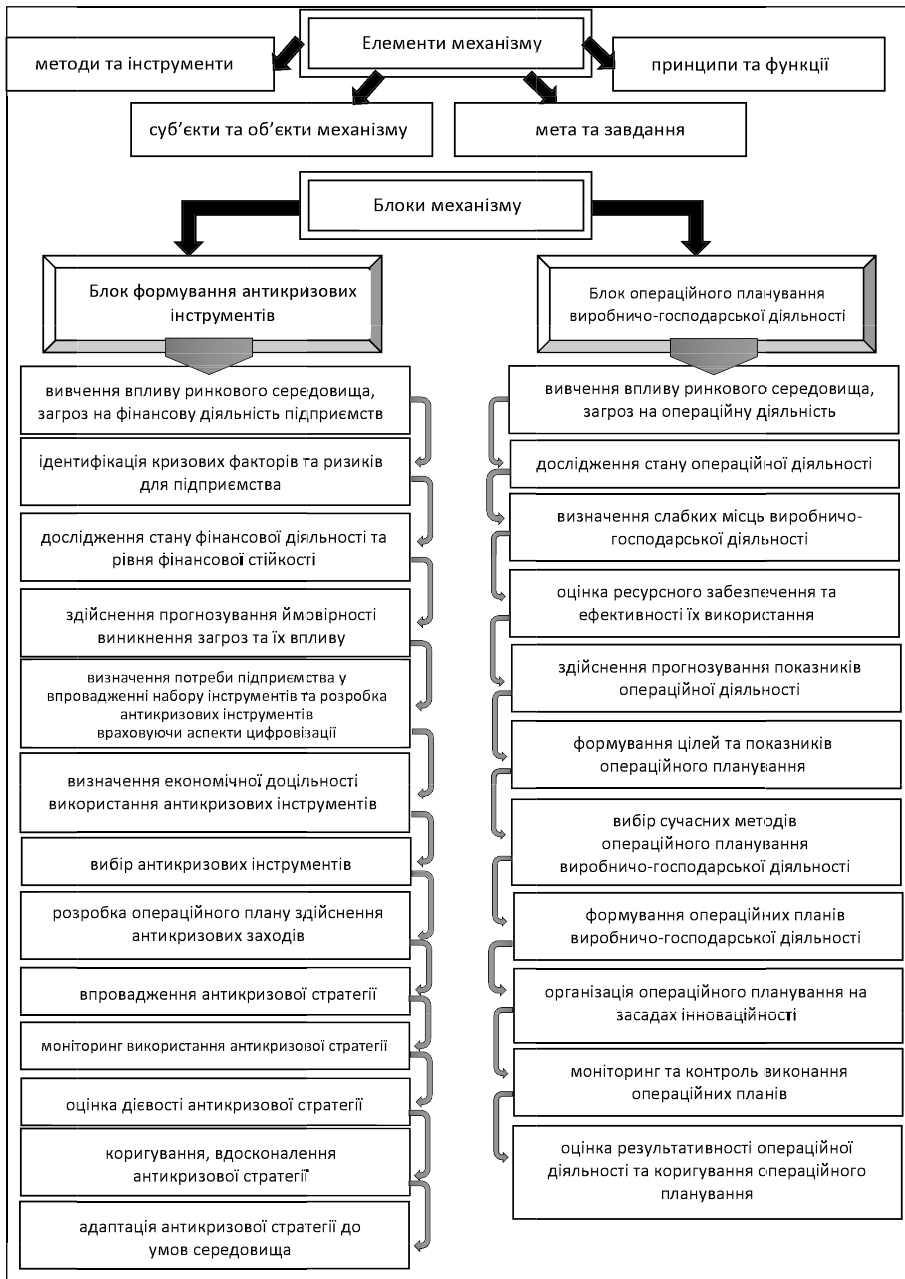 Елементи механізму
методи та інструменти
принципи та функції
суб’єкти та об’єкти механізму
мета та завдання
Блоки механізму
Блок формування антикризових
інструментів
вивчення впливу ринкового середовища,
загроз на фінансову діяльність підприємств
ідентифікація кризових факторів та ризиків
для підприємства
дослідження стану фінансової діяльності та
рівня фінансової стійкості
здійснення прогнозування ймовірності
виникнення загроз та їх впливу
визначення потреби підприємства у
впровадженні набору інструментів та розробка
антикризових інструментів
враховуючи аспекти цифровізації
визначення економічної доцільності
використання антикризових інструментів
вибір антикризових інструментів
розробка операційного плану здійснення
антикризових заходів
впровадження антикризової стратегії
моніторинг використання антикризової стратегії
оцінка дієвості антикризової стратегії
коригування, вдосконалення
антикризової стратегії
адаптація антикризової стратегії до
умов середовища
Блок операційного планування
виробничо-господарської діяльності
вивчення впливу ринкового середовища,
загроз на операційну діяльність
дослідження стану операційної діяльності
визначення слабких місць виробничо-
господарської діяльності
оцінка ресурсного забезпечення та
ефективності їх використання
здійснення прогнозування показників
операційної діяльності
формування цілей та показників
операційного планування
вибір сучасних методів
операційного планування
виробничо-господарської діяльності
формування операційних планів
виробничо-господарської діяльності
організація операційного планування на
засадах інноваційності
моніторинг та контроль виконання
операційних планів
оцінка результативності операційної
діяльності та коригування операційного
планування